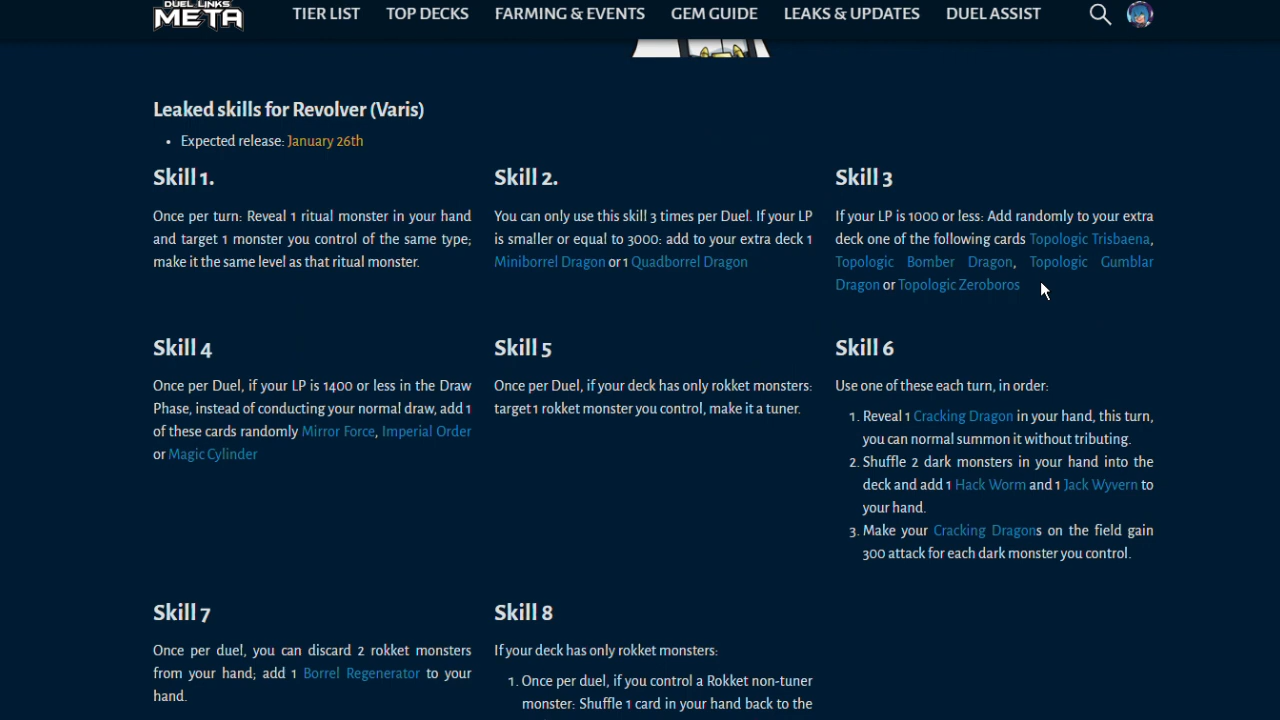 DUEL LINKS
META
TIER LIST
TOP DECKS
FARMING & EVENTS
GEM GUIDE
LEAKS & UPDATES
DUEL ASSIST
Leaked skills for Revolver (Varis)
• Expected release: January 26th
Skill 1.
Once per turn: Reveal 1 ritual monster in your hand
and target 1 monster you control of the same type;
make it the same level as that ritual monster.
Skill 2.
You can only use this skill 3 times per Duel. If your LP
is smaller or equal to 3000: add to your extra deck 1
Miniborrel Dragon or 1 Quadborrel Dragon
Skill 3
If your LP is 1000 or less: Add randomly to your extra
deck one of the following cards Topologic Trisbaena,
Topologic Bomber Dragon, Topologic Gumblar
Dragon or Topologic Zeroboros
Skill 4
Once per Duel, if your LP is 1400 or less in the Draw
Phase, instead of conducting your normal draw, add 1
of these cards randomly Mirror Force, Imperial Order
or Magic Cylinder
Skill 5
Once per Duel, if your deck has only rokket monsters:
target 1 rokket monster you control, make it a tuner.
Skill 6
Use one of these each turn, in order:
1. Reveal 1 Cracking Dragon in your hand, this turn,
you can normal summon it without tributing.
2. Shuffle 2 dark monsters in your hand into the
deck and add 1 Hack Worm and 1 Jack Wyvern to
your hand.
3. Make your Cracking Dragons on the field gain
300 attack for each dark monster you control.
Skill 7
Once per duel, you can discard 2 rokket monsters
from your hand; add 1 Borrel Regenerator to your
hand.
Skill 8
If your deck has only rokket monsters:
1. Once per duel, if you control a Rokket non-tuner
monster: Shuffle 1 card in your hand back to the